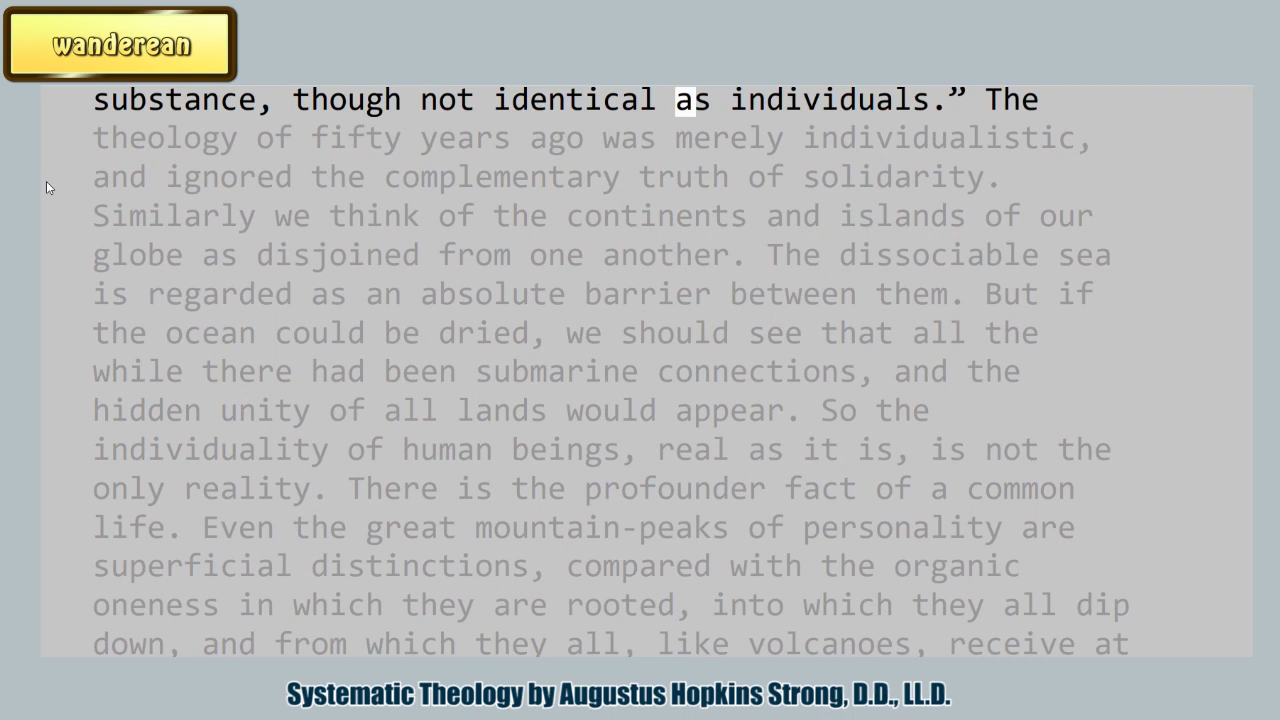 wanderean
substance, though not identical as individuals.” The
theology of fifty years ago was merely individualistic,
and ignored the complementary truth of solidarity.
Similarly we think of the continents and islands of our
globe as disjoined from one another. The dissociable sea
is regarded as an absolute barrier between them. But if
the ocean could be dried, we should see that all the
while there had been submarine connections, and the
hidden unity of all lands would appear. So the
individuality of human beings, real as it is, is not the
only reality. There is the profounder fact of a common
life. Even the great mountain-peaks of personality are
superficial distinctions, compared with the organic
oneness in which they are rooted, into which they all dip
down, and from which they all, like volcanoes, receive at
Systematic Theology by Augustus Hopkins Strong, D.D., LL.D.